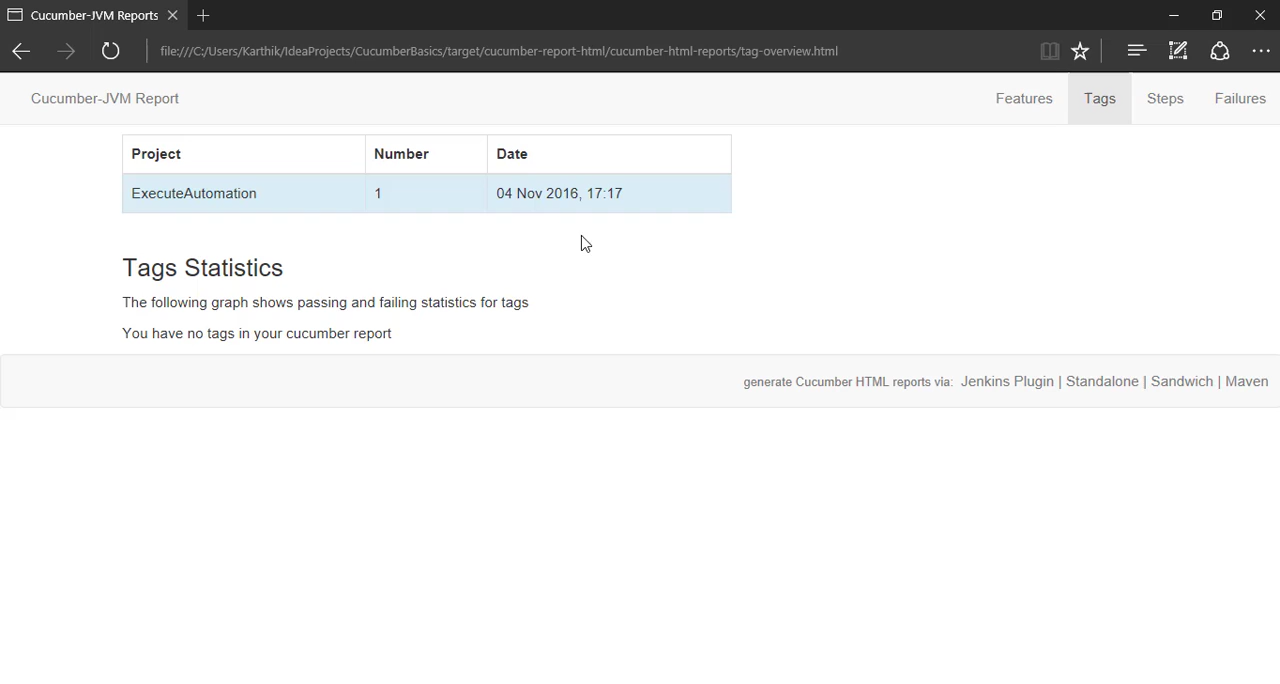 Cucumber-JVM Reports
file:///C:/Users/Karthik/IdeaProjects/CucumberBasics/target/cucumber-report-html/cucumber-html-reports/tag-overview.html
Cucumber-JVM Report Features Tags Steps Failures
Project Number Date
ExecuteAutomation 1 04 Nov 2016, 17:17
Tags Statistics
The following graph shows passing and failing statistics for tags
You have no tags in your cucumber report
generate Cucumber HTML reports via: Jenkins Plugin | Standalone | Sandwich | Maven